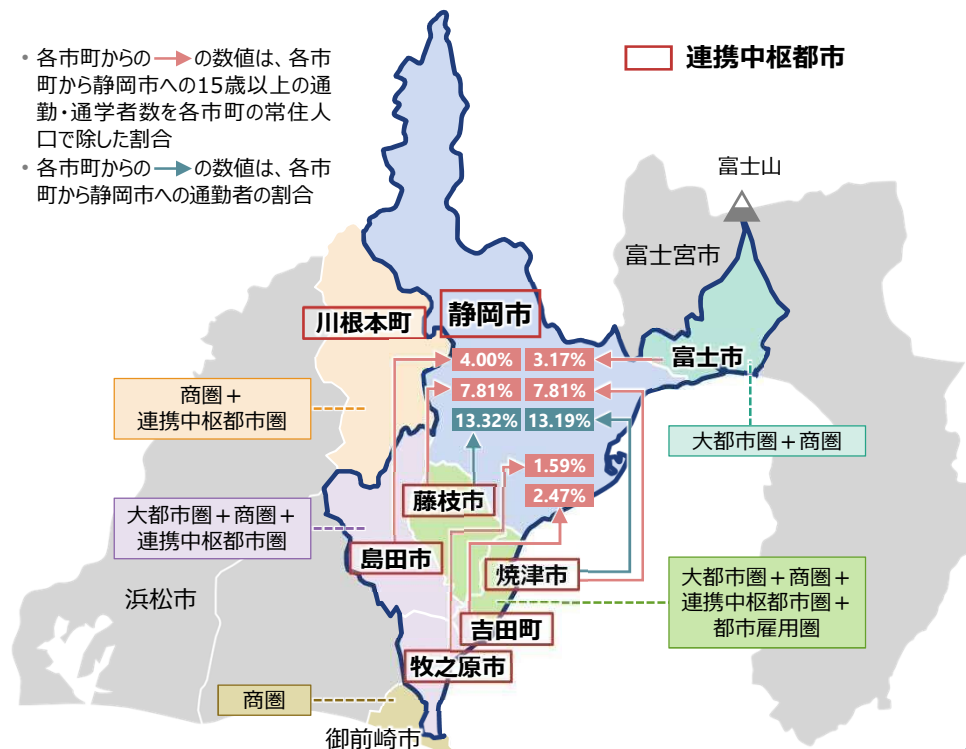 • 各市町からの→の数値は、各市
町から静岡市への15歳以上の通
勤・通学者数を各市町の常住人
口で除した割合
• 各市町からの→の数値は、各市
町から静岡市への通勤者の割合
連携中枢都市
富士山
富士宮市
川根本町
静岡市
富士市
4.00%
3.17%
7.81%
7.81%
13.32%
13.19%
1.59%
2.47%
商圏＋
連携中枢都市圏
大都市圏＋商圏
藤枝市
大都市圏＋商圏＋
連携中枢都市圏
島田市
焼津市
大都市圏＋商圏＋
連携中枢都市圏＋
都市雇用圏
浜松市
吉田町
牧之原市
商圏
御前崎市